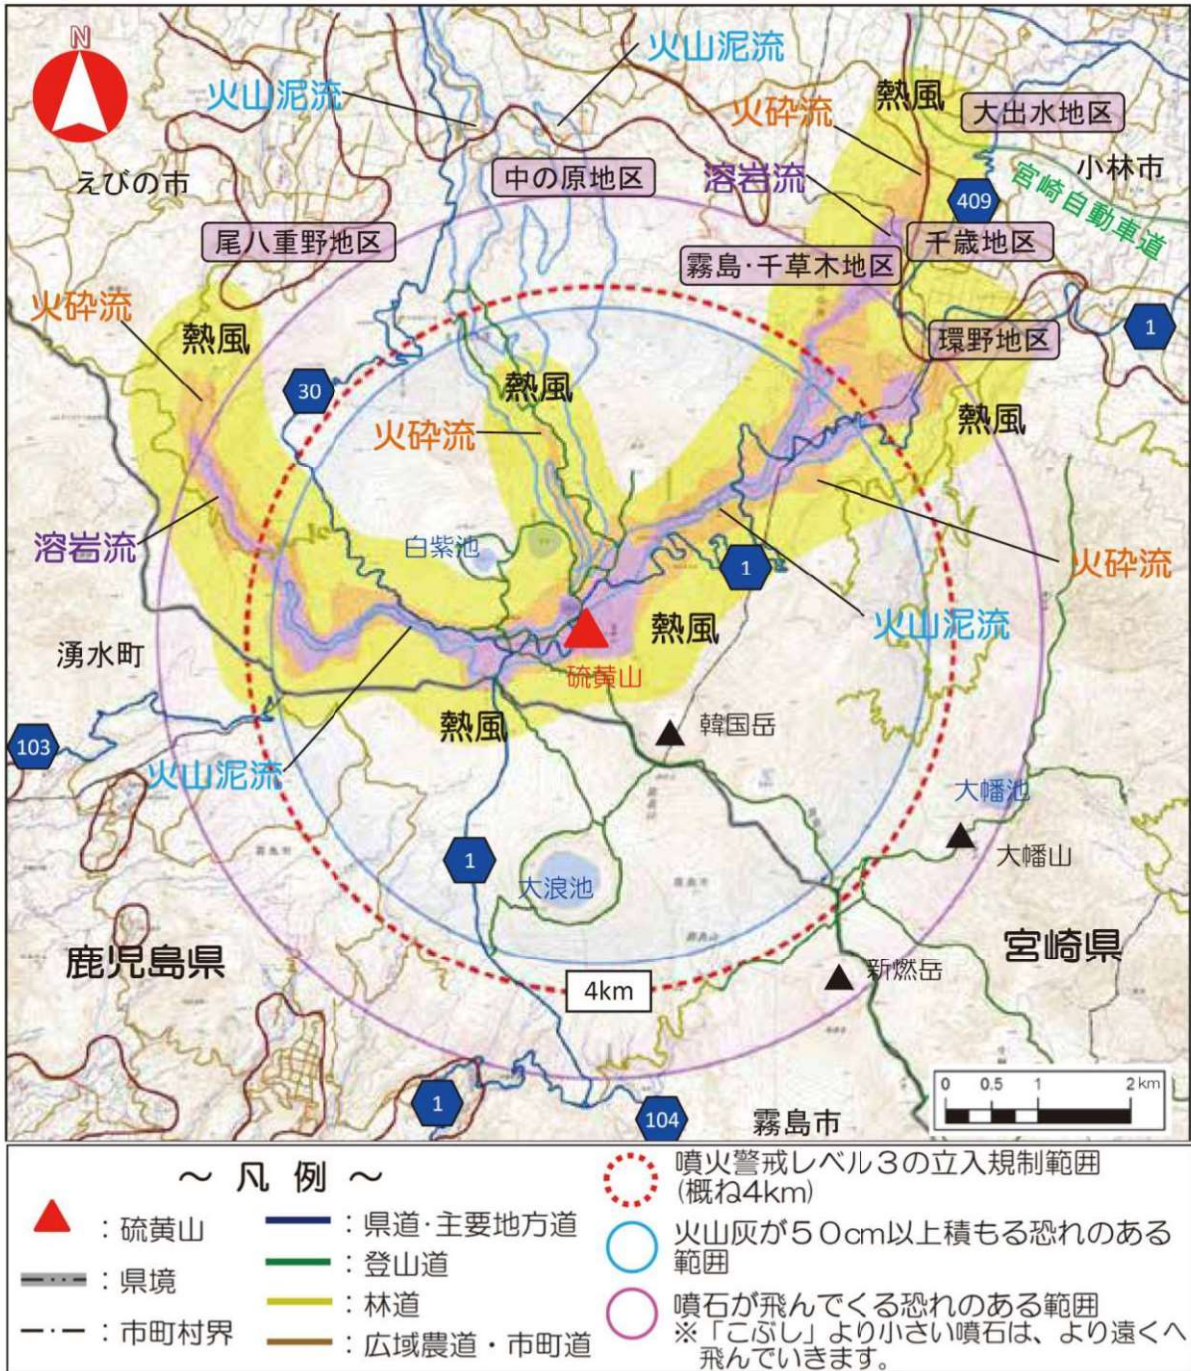 N
火山泥流
火山泥流
熱風
火砕流
大出水地区
えびの市
中の原地区
溶岩流
小林市
宮崎自動車道
409
尾八重野地区
千歳地区
霧島・千草木地区
火砕流
熱風
環野地区
1
30
熱風
熱風
火砕流
溶岩流
白紫池
1
火砕流
熱風
火山泥流
湧水町
硫黄山
103
熱風
韓国岳
火山泥流
大幡池
1
大幡山
大浪池
鹿児島県
宮崎県
新燃岳
4km
1
104
霧島市
0 0.5 1 2 km
~ 凡 例 ~
:硫黄山
:県境
:市町村界
:県道・主要地方道
:登山道
:林道
:広域農道・市町道
噴火警戒レベル3の立入規制範囲
(概ね4km)
火山灰が50cm以上積もる恐れのある
範囲
噴石が飛んでくる恐れのある範囲
※「こぶし」より小さい噴石は、より遠くへ
飛んでいきます。